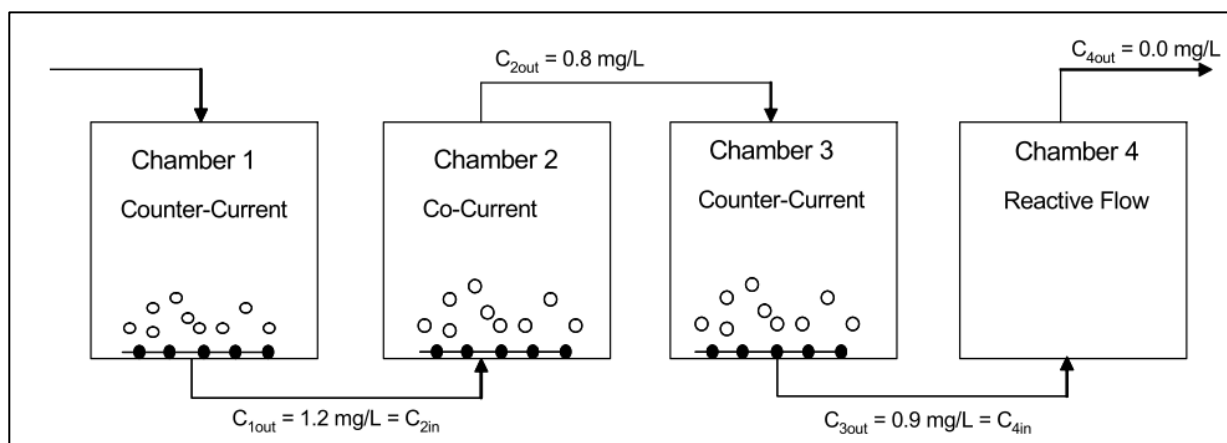 C2out = 0.8 mg/L
C4out = 0.0 mg/L
Chamber 1
Counter-Current
Chamber 2
Co-Current
Chamber 3
Counter-Current
Chamber 4
Reactive Flow
C1out = 1.2 mg/L = C2in
C3out = 0.9 mg/L = C4in